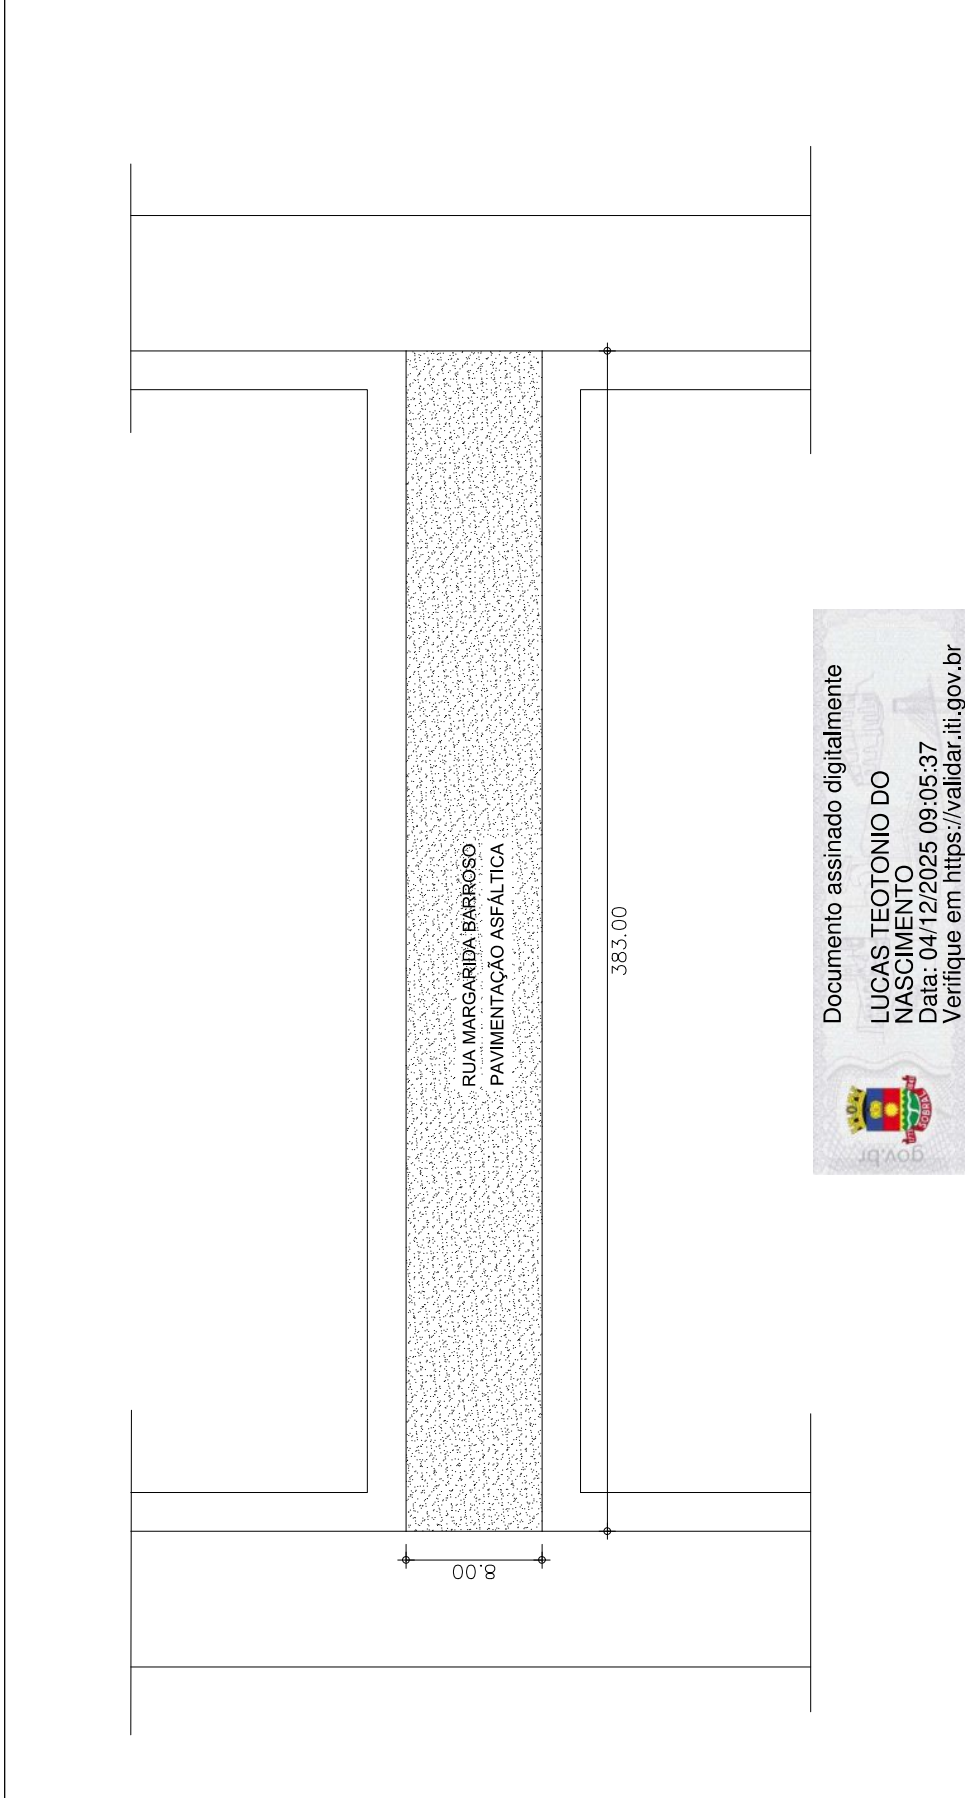 RUA MARGARIDA BARROSO
PAVIMENTAÇÃO ASFÁLTICA
383.00
8.00
Documento assinado digitalmente
LUCAS TEOTONIO DO
NASCIMENTO
Data: 04/12/2025 09:05:37
Verifique em https://validar.iti.gov.br
gov.br
SOBRAL